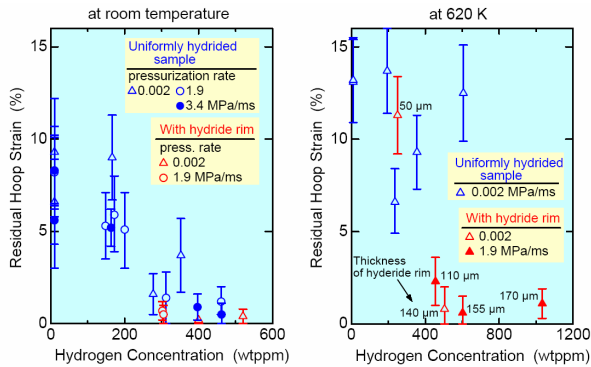 at room temperature
15
10
5
0
0
200
400
600
Residual Hoop Strain (%)
Hydrogen Concentration (wtppm)
Uniformly hydrided
sample
pressurization rate
0.002 1.9
3.4 MPa/ms
With hydride rim
press. rate
0.002
1.9 MPa/ms
at 620 K
15
10
5
0
0
400
800
1200
Residual Hoop Strain (%)
Hydrogen Concentration (wtppm)
50 µm
Uniformly hydrided
sample
0.002 MPa/ms
With hydride rim
0.002
1.9 MPa/ms
Thickness
of hyderide rim
110 µm
140 µm
155 µm
170 µm